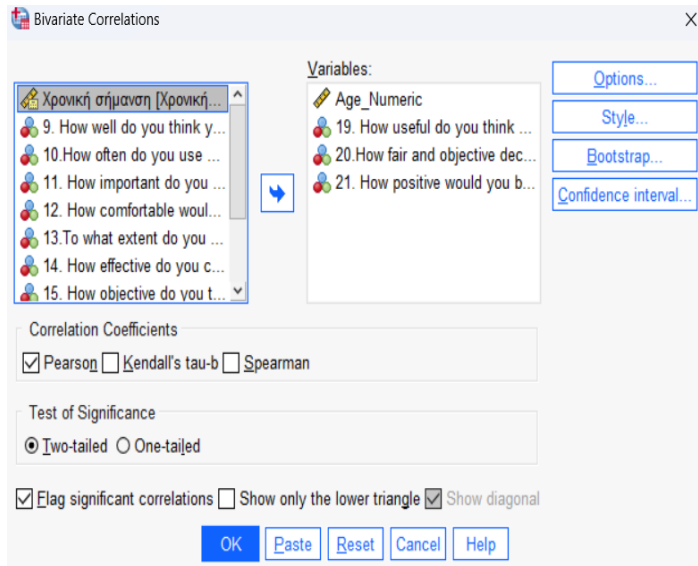 Bivariate Correlations
X
Χρονική σήμανση [Χρονική...
9. How well do you think y...
10.How often do you use ...
11. How important do you ...
12. How comfortable woul...
13.To what extent do you ...
14. How effective do you c...
15. How objective do you t...
Variables:
Age_Numeric
19. How useful do you think ...
20.How fair and objective dec...
21. How positive would you b...
Options...
Style...
Bootstrap...
Confidence interval...
Correlation Coefficients
Pearson Kendall's tau-b Spearman
Test of Significance
Two-tailed One-tailed
Flag significant correlations Show only the lower triangle Show diagonal
OK Paste Reset Cancel Help